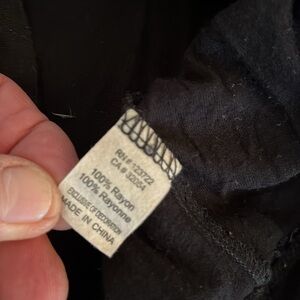 100% Rayon
100% Rayonne
EXCLUSIVE OF DECORATION
MADE IN CHINA